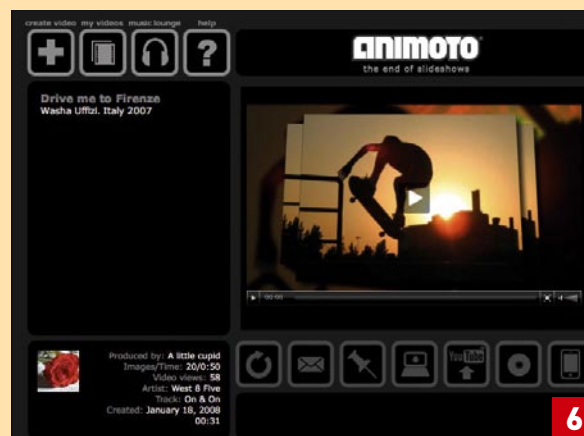 create video my videos music lounge help
ANIMOTO
the end of slideshows
Drive me to Firenze
Washa Uffizi. Italy 2007
00:00
Produced by: A little cupid
Images/Time: 20/0:50
Video views: 58
Artist: West & Five
Track: On & On
Created: January 18, 2008
00:31
You Tube
6